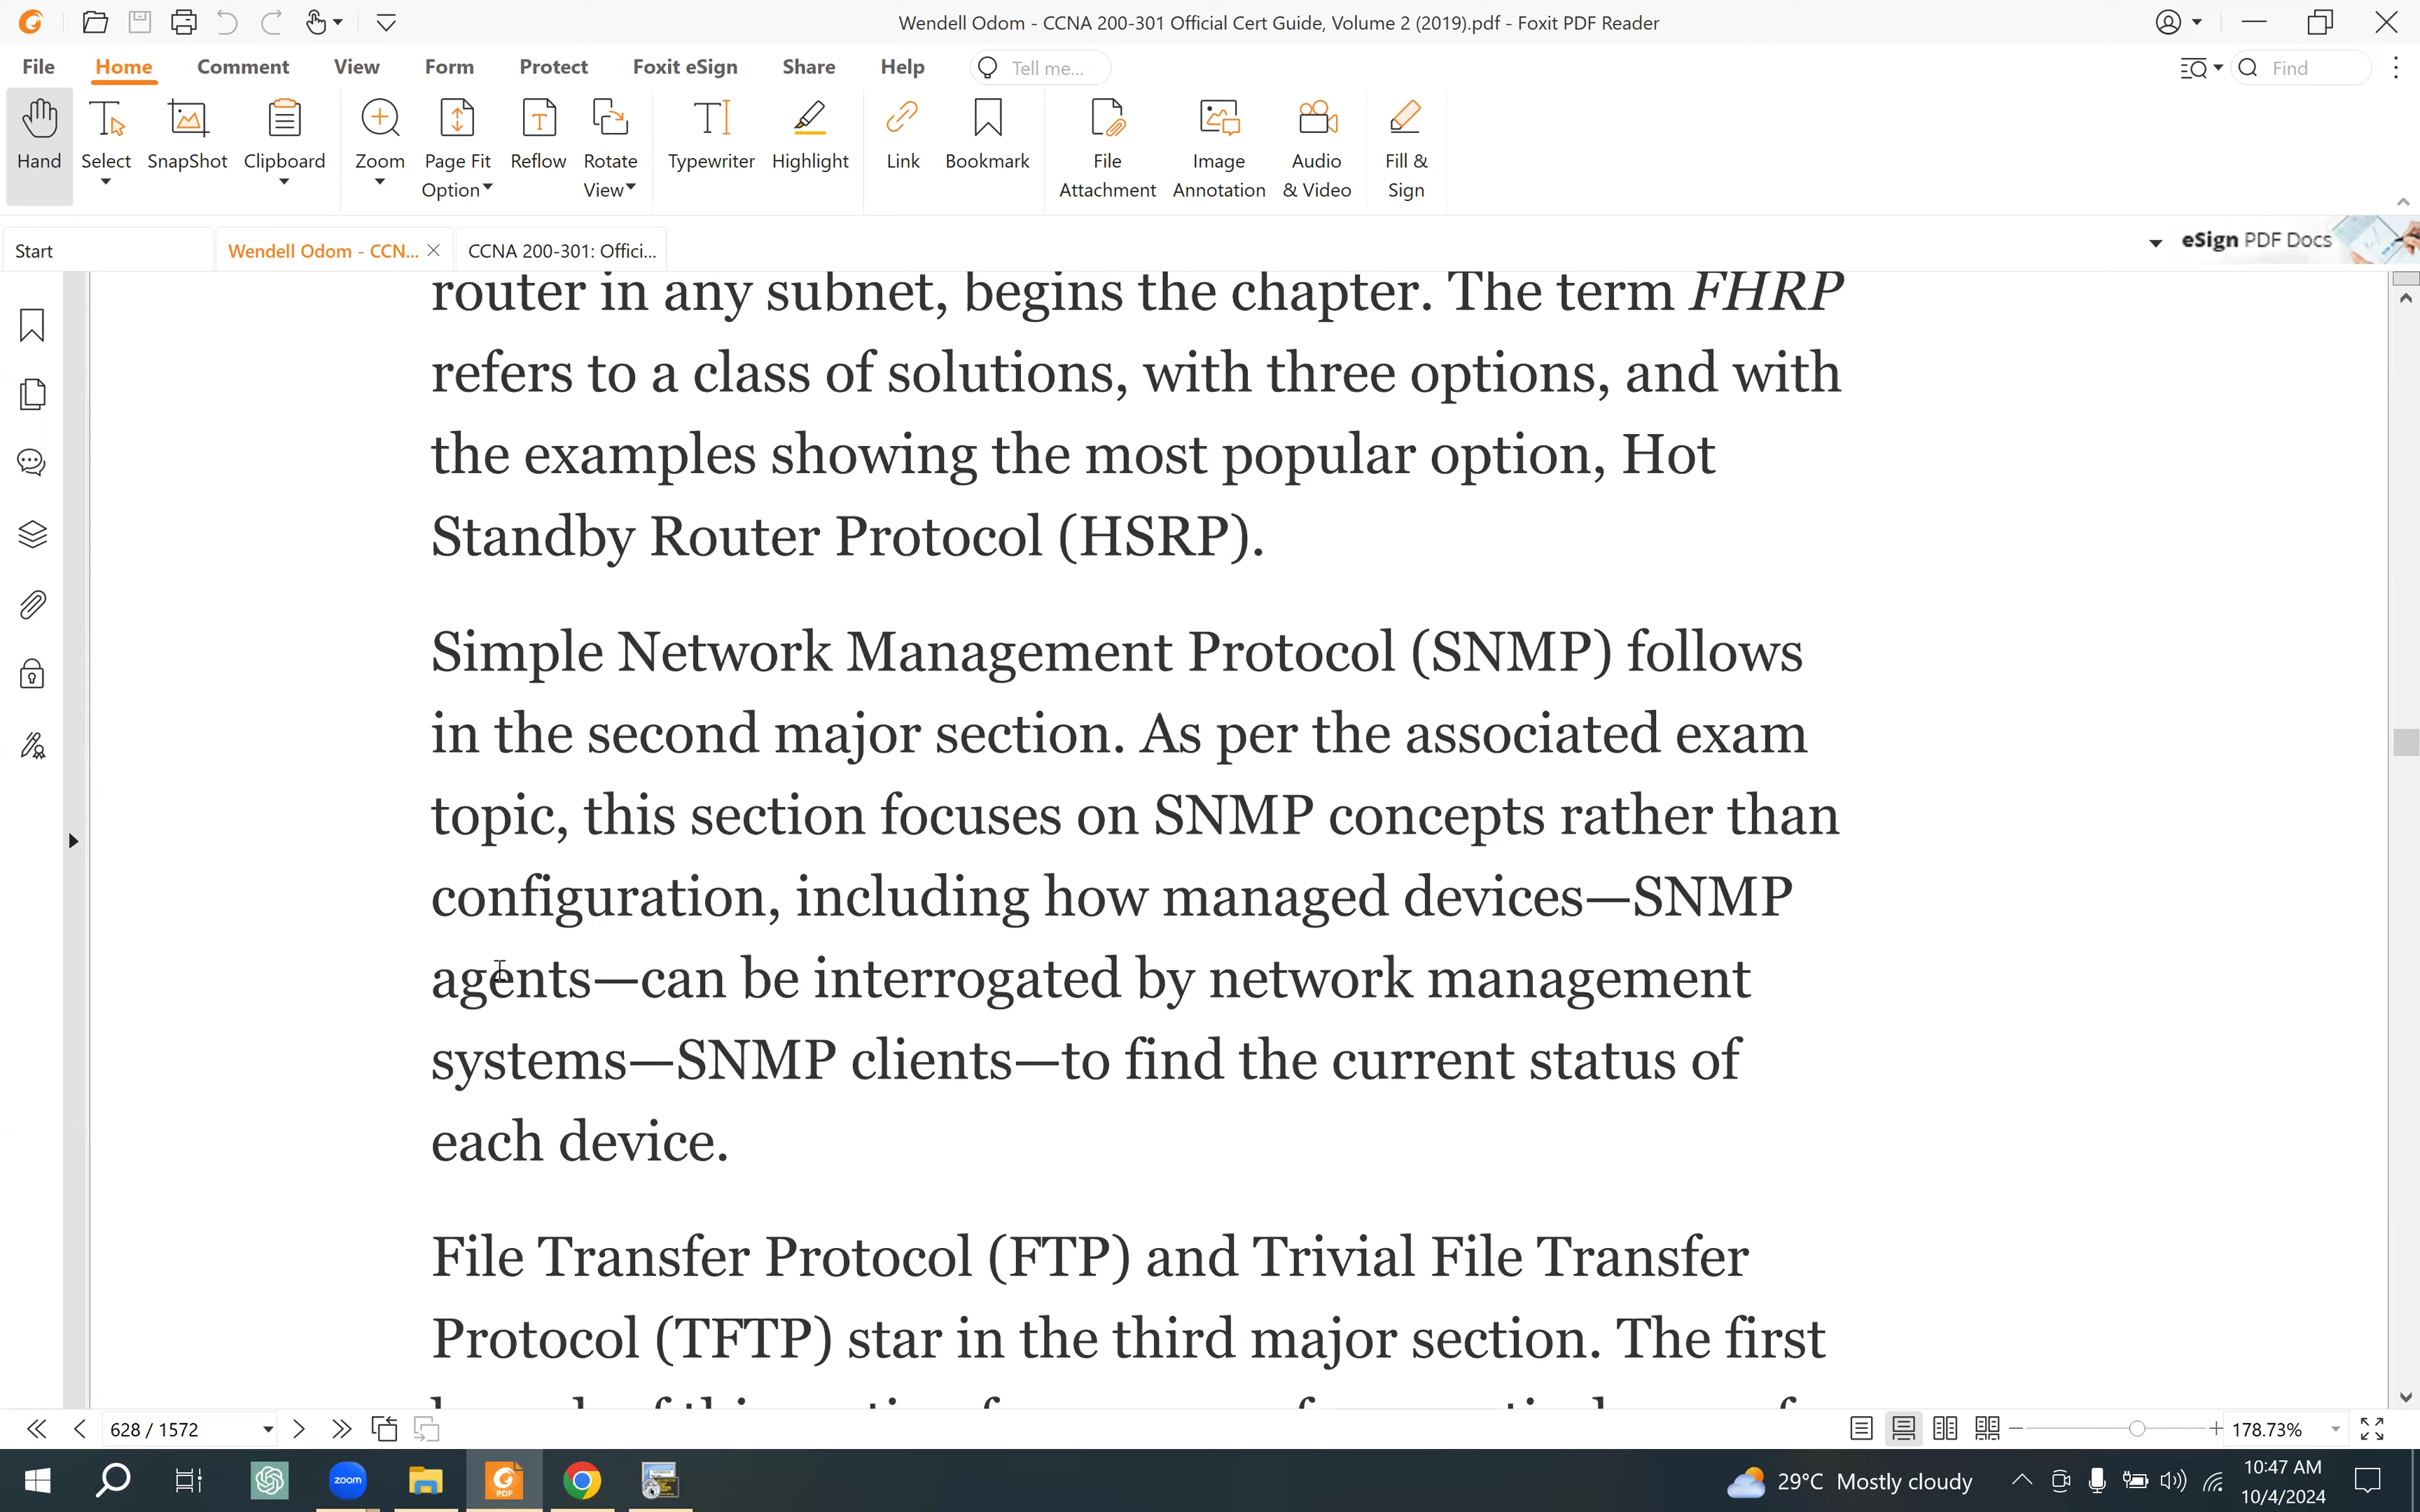 Wendell Odom - CCNA 200-301 Official Cert Guide, Volume 2 (2019).pdf - Foxit PDF Reader
File Home Comment View Form Protect Foxit eSign Share Help Tell me... Find
Hand Select SnapShot Clipboard Zoom Page Fit Option Reflow Rotate View Typewriter Highlight Link Bookmark File Attachment Image Annotation Audio & Video Fill & Sign
Start Wendell Odom - CCN... CCNA 200-301: Offici... eSign PDF Docs
router in any subnet, begins the chapter. The term FHRP
refers to a class of solutions, with three options, and with
the examples showing the most popular option, Hot
Standby Router Protocol (HSRP).
Simple Network Management Protocol (SNMP) follows
in the second major section. As per the associated exam
topic, this section focuses on SNMP concepts rather than
configuration, including how managed devices—SNMP
agents—can be interrogated by network management
systems—SNMP clients—to find the current status of
each device.
File Transfer Protocol (FTP) and Trivial File Transfer
Protocol (TFTP) star in the third major section. The first
628 / 1572 178.73%
zoom PDF 29°C Mostly cloudy 10:47 AM
10/4/2024